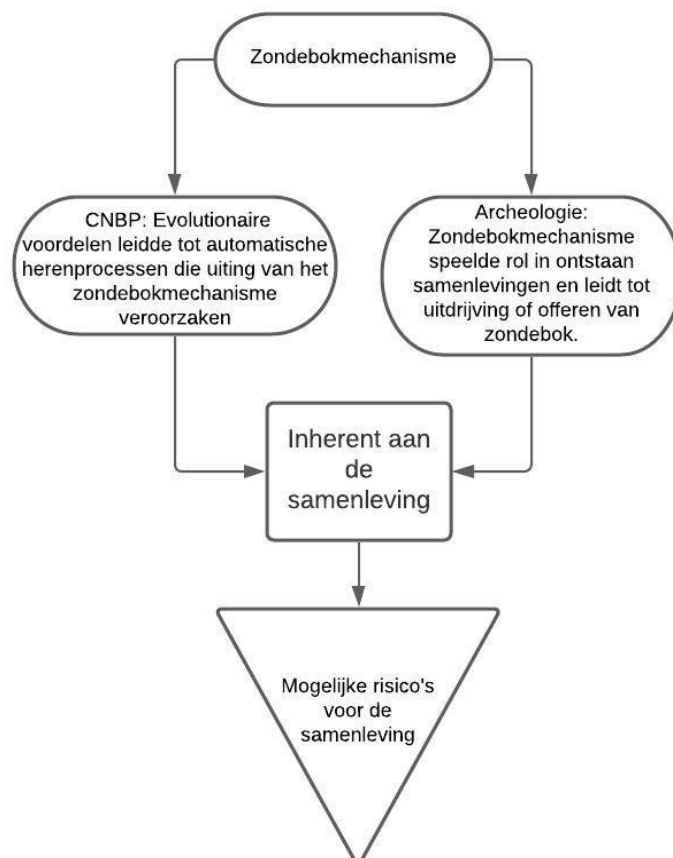 Zondebokmechanisme
CNBP: Evolutionaire
voordelen leidde tot automatische
herenprocessen die uiting van het
zondebokmechanisme
veroorzaken
Archeologie:
Zondebokmechanisme
speelde rol in ontstaan
samenlevingen en leidt tot
uitdrijving of offeren van
zondebok.
Inherent aan
de
samenleving
Mogelijke risico's
voor de
samenleving